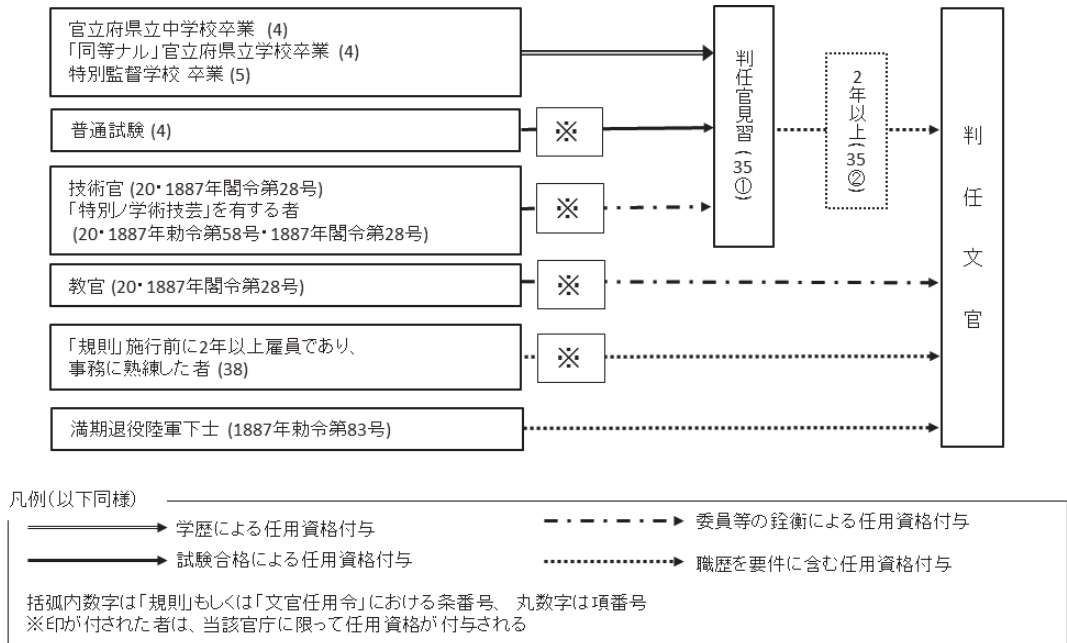 官立府県立中学校卒業 (4)
「同等ナル」官立府県立学校卒業 (4)
特別監督学校 卒業 (5)
普通試験 (4)
※
技術官 (20・1887年閣令第28号)
「特別ノ学術技芸」を有する者
(20・1887年勅令第58号・1887年閣令第28号)
※
判任官見習(35①)
2年以上(35②)
判任文官
教官 (20・1887年閣令第28号)
※
「規則」施行前に2年以上雇員であり、
事務に熟練した者 (38)
※
満期退役陸軍下士 (1887年勅令第83号)
凡例(以下同様)
学歴による任用資格付与
委員等の銓衡による任用資格付与
試験合格による任用資格付与
職歴を要件に含む任用資格付与
括弧内数字は「規則」もしくは「文官任用令」における条番号、 丸数字は項番号
※印が付された者は、当該官庁に限って任用資格が付与される